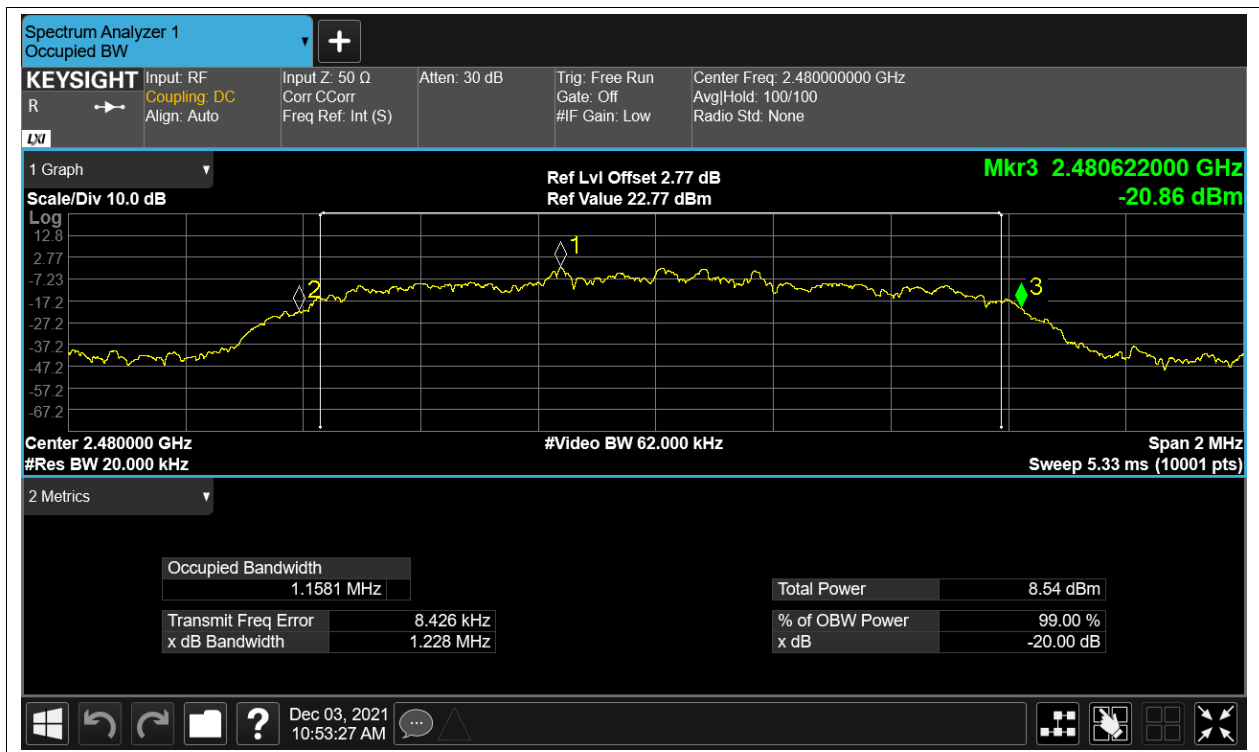 Spectrum Analyzer 1
Occupied BW
KEYSIGHT
R
LXI
Input: RF
Coupling: DC
Align: Auto
Input Z: 50 Ω
Corr CCorr
Freq Ref: Int (S)
Atten: 30 dB
Trig: Free Run
Gate: Off
#IF Gain: Low
Center Freq: 2.480000000 GHz
Avg|Hold: 100/100
Radio Std: None
1 Graph
Scale/Div 10.0 dB
Ref Lvl Offset 2.77 dB
Ref Value 22.77 dBm
Mkr3 2.480622000 GHz
-20.86 dBm
Log
12.8
2.77
-7.23
-17.2
-27.2
-37.2
-47.2
-57.2
-67.2
1
2
3
Center 2.480000 GHz
#Res BW 20.000 kHz
#Video BW 62.000 kHz
Span 2 MHz
Sweep 5.33 ms (10001 pts)
2 Metrics
Occupied Bandwidth
1.1581 MHz
Transmit Freq Error 8.426 kHz
x dB Bandwidth 1.228 MHz
Total Power 8.54 dBm
% of OBW Power 99.00 %
x dB -20.00 dB
?
Dec 03, 2021
10:53:27 AM